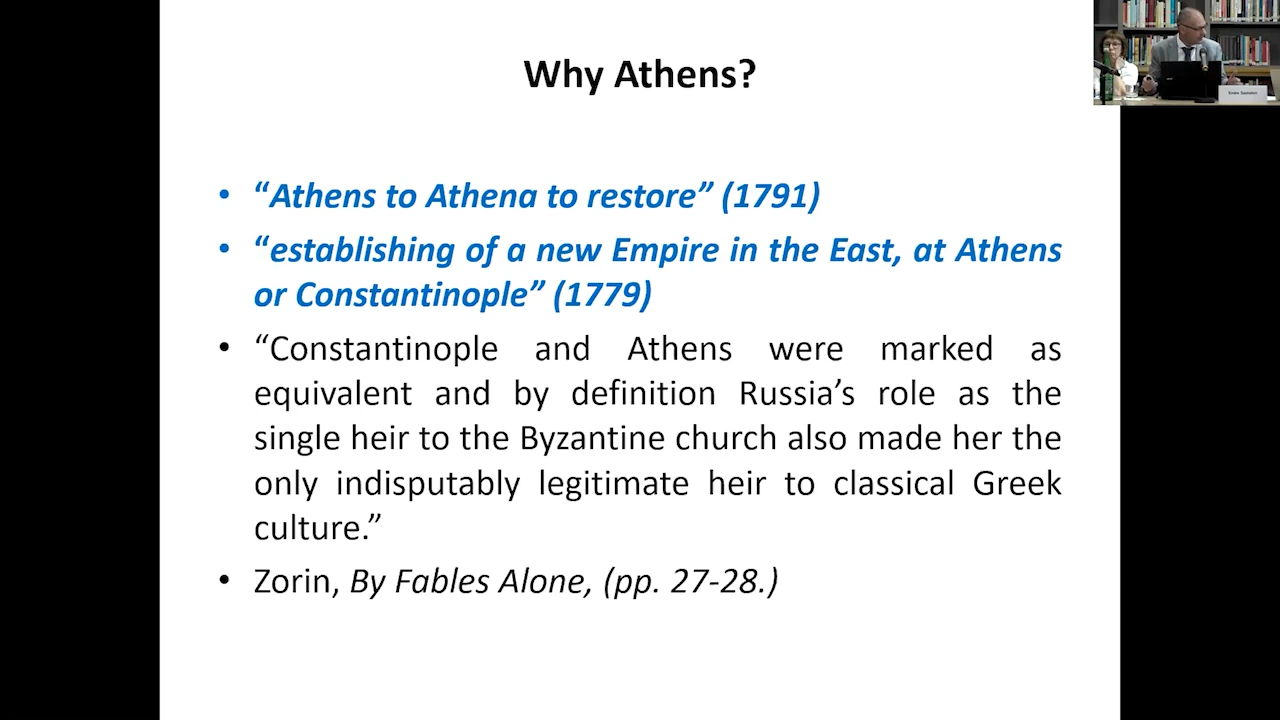 Why Athens?
• “Athens to Athena to restore” (1791)
• “establishing of a new Empire in the East, at Athens
or Constantinople” (1779)
• “Constantinople and Athens were marked as
equivalent and by definition Russia’s role as the
single heir to the Byzantine church also made her the
only indisputably legitimate heir to classical Greek
culture.”
• Zorin, By Fables Alone, (pp. 27-28.)